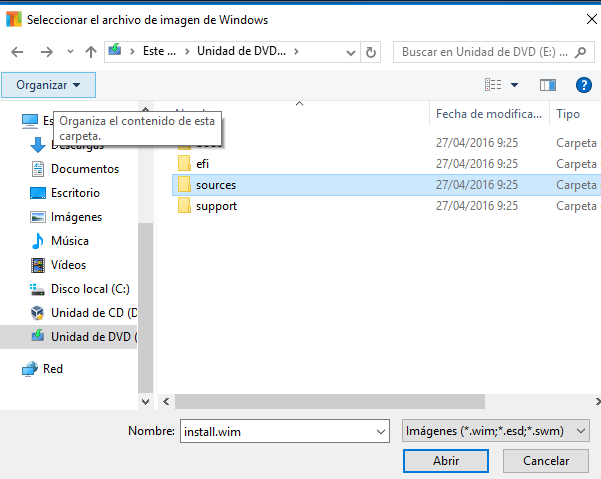 Seleccionar el archivo de imagen de Windows
Este ... > Unidad de DVD... >
Buscar en Unidad de DVD (E:) ...
Organizar
Organiza el contenido de esta
carpeta.
Fecha de modifica...
Tipo
Descargas
Documentos
Escritorio
Imágenes
Música
Vídeos
Disco local (C:)
Unidad de CD (D
Unidad de DVD (
Red
27/04/2016 9:25
Carpeta
efi
27/04/2016 9:25
Carpeta
sources
27/04/2016 9:25
Carpeta
support
27/04/2016 9:25
Carpeta
Nombre:
install.wim
Imágenes (*.wim;*.esd;*.swm)
Abrir
Cancelar